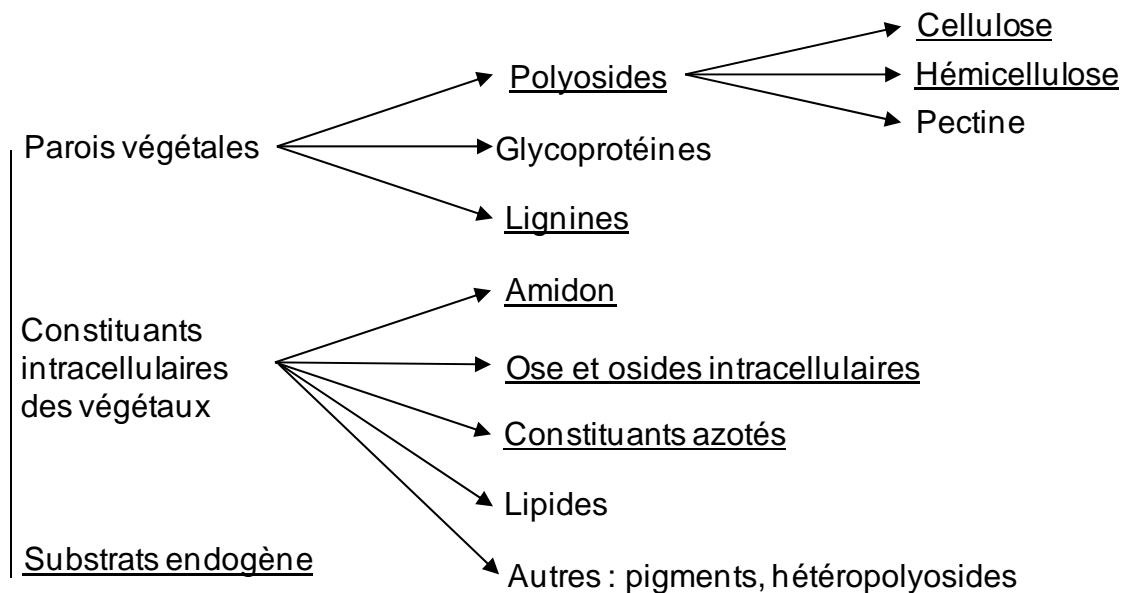 Cellulose
Polyosides
Hémicellulose
Pectine
Parois végétales
Glycoprotéines
Lignines
Amidon
Constituants
intracellulaires
des végétaux
Ose et osides intracellulaires
Constituants azotés
Lipides
Substrats endogène
Autres : pigments, hétéropolyosides